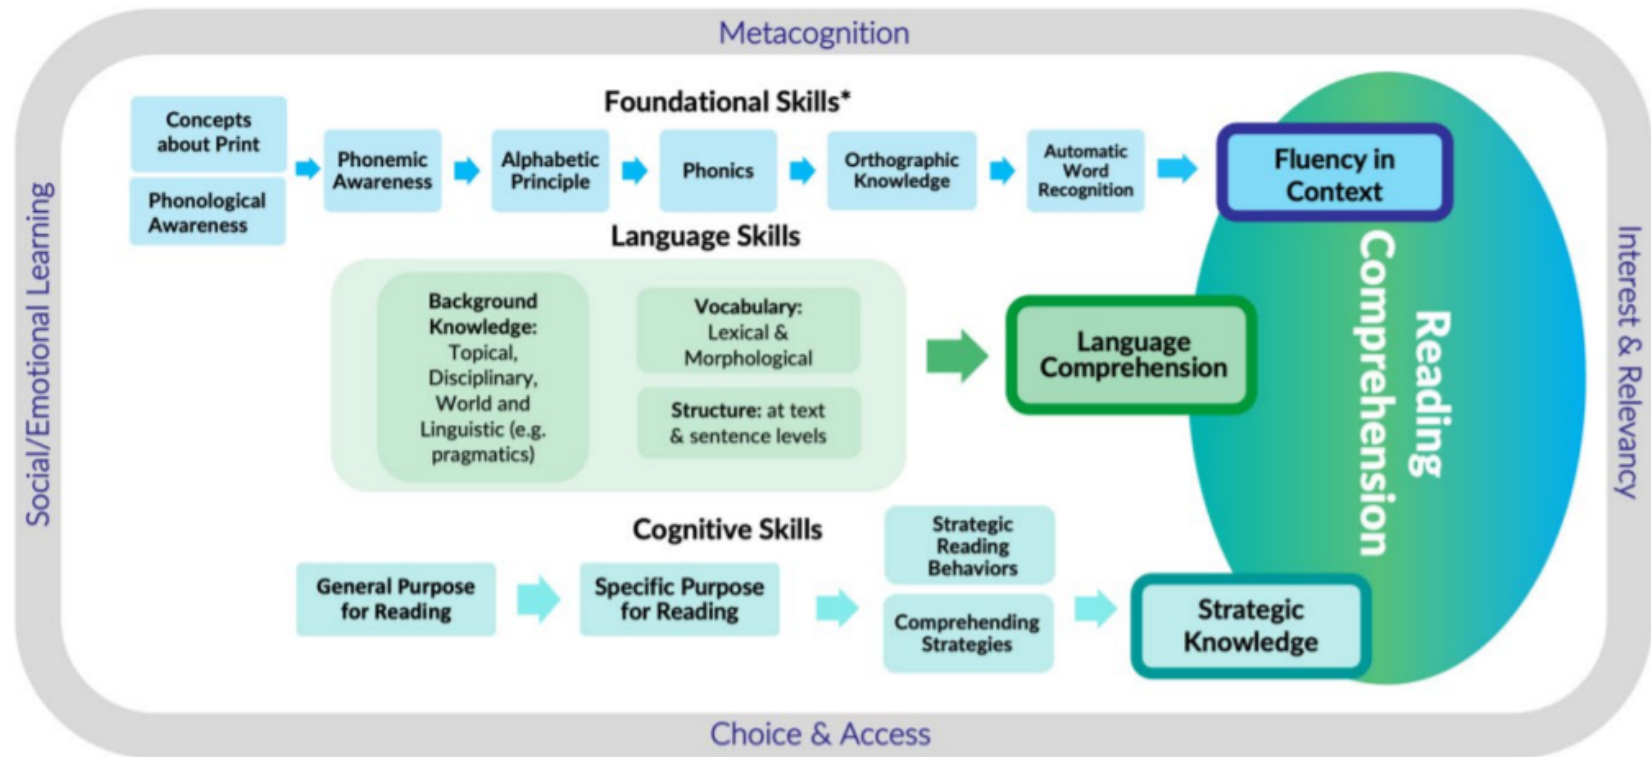 Metacognition
Foundational Skills*
Concepts
about Print
Phonological
Awareness
Phonemic
Awareness
Alphabetic
Principle
Phonics
Orthographic
Knowledge
Automatic
Word
Recognition
Fluency in
Context
Language Skills
Background
Knowledge:
Topical,
Disciplinary,
World and
Linguistic (e.g.
pragmatics)
Vocabulary:
Lexical &
Morphological
Structure: at text
& sentence levels
Language
Comprehension
Cognitive Skills
General Purpose
for Reading
Specific Purpose
for Reading
Strategic
Reading
Behaviors
Comprehending
Strategies
Strategic
Knowledge
Reading
Comprehension
Social/Emotional Learning
Interest & Relevancy
Choice & Access